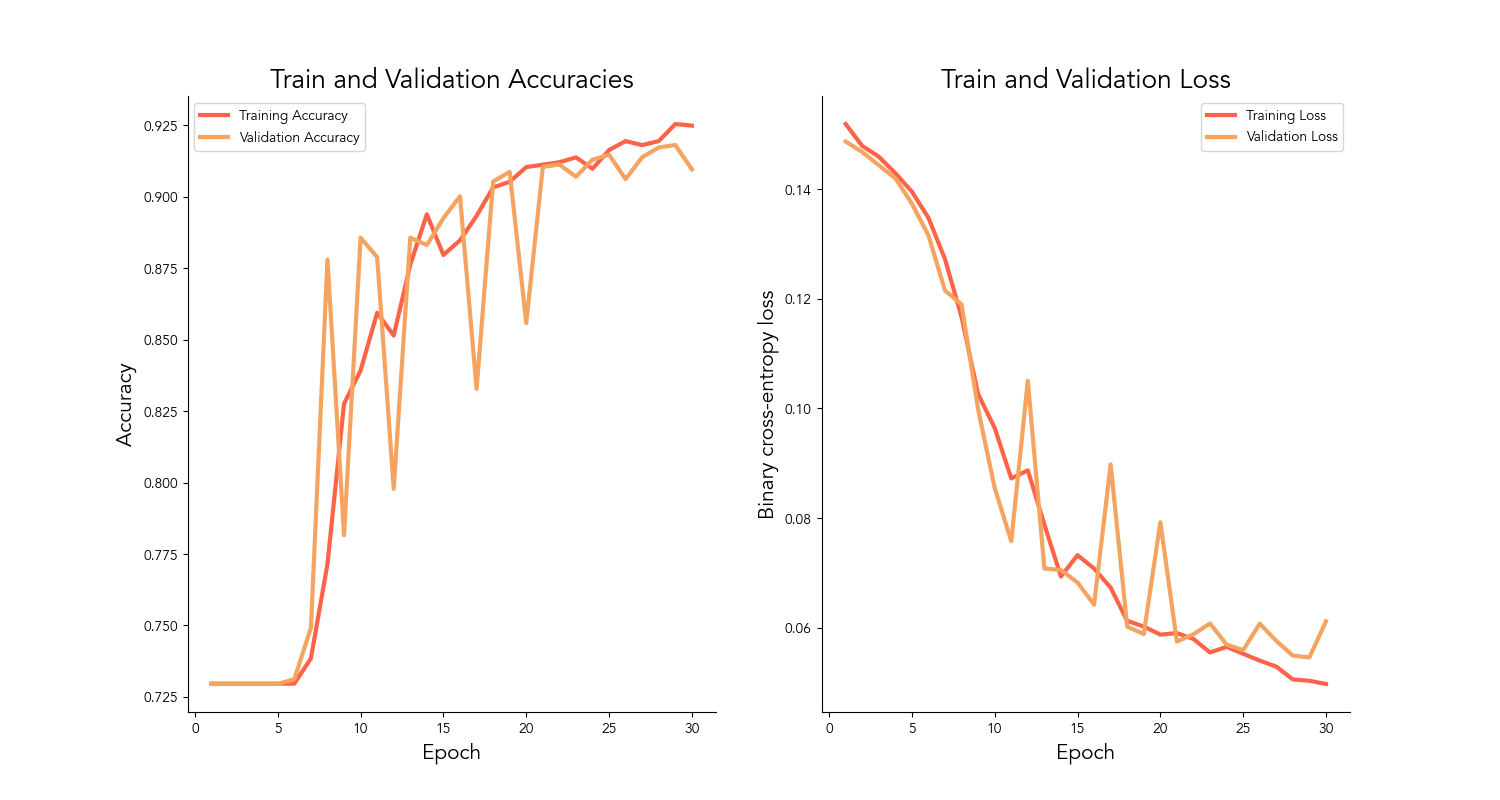 Train and Validation Accuracies
Training Accuracy
Validation Accuracy
0.925
0.900
0.875
0.850
0.825
0.800
0.775
0.750
0.725
Accuracy
0 5 10 15 20 25 30
Epoch
Train and Validation Loss
Training Loss
Validation Loss
0.14
0.12
0.10
0.08
0.06
Binary cross-entropy loss
0 5 10 15 20 25 30
Epoch